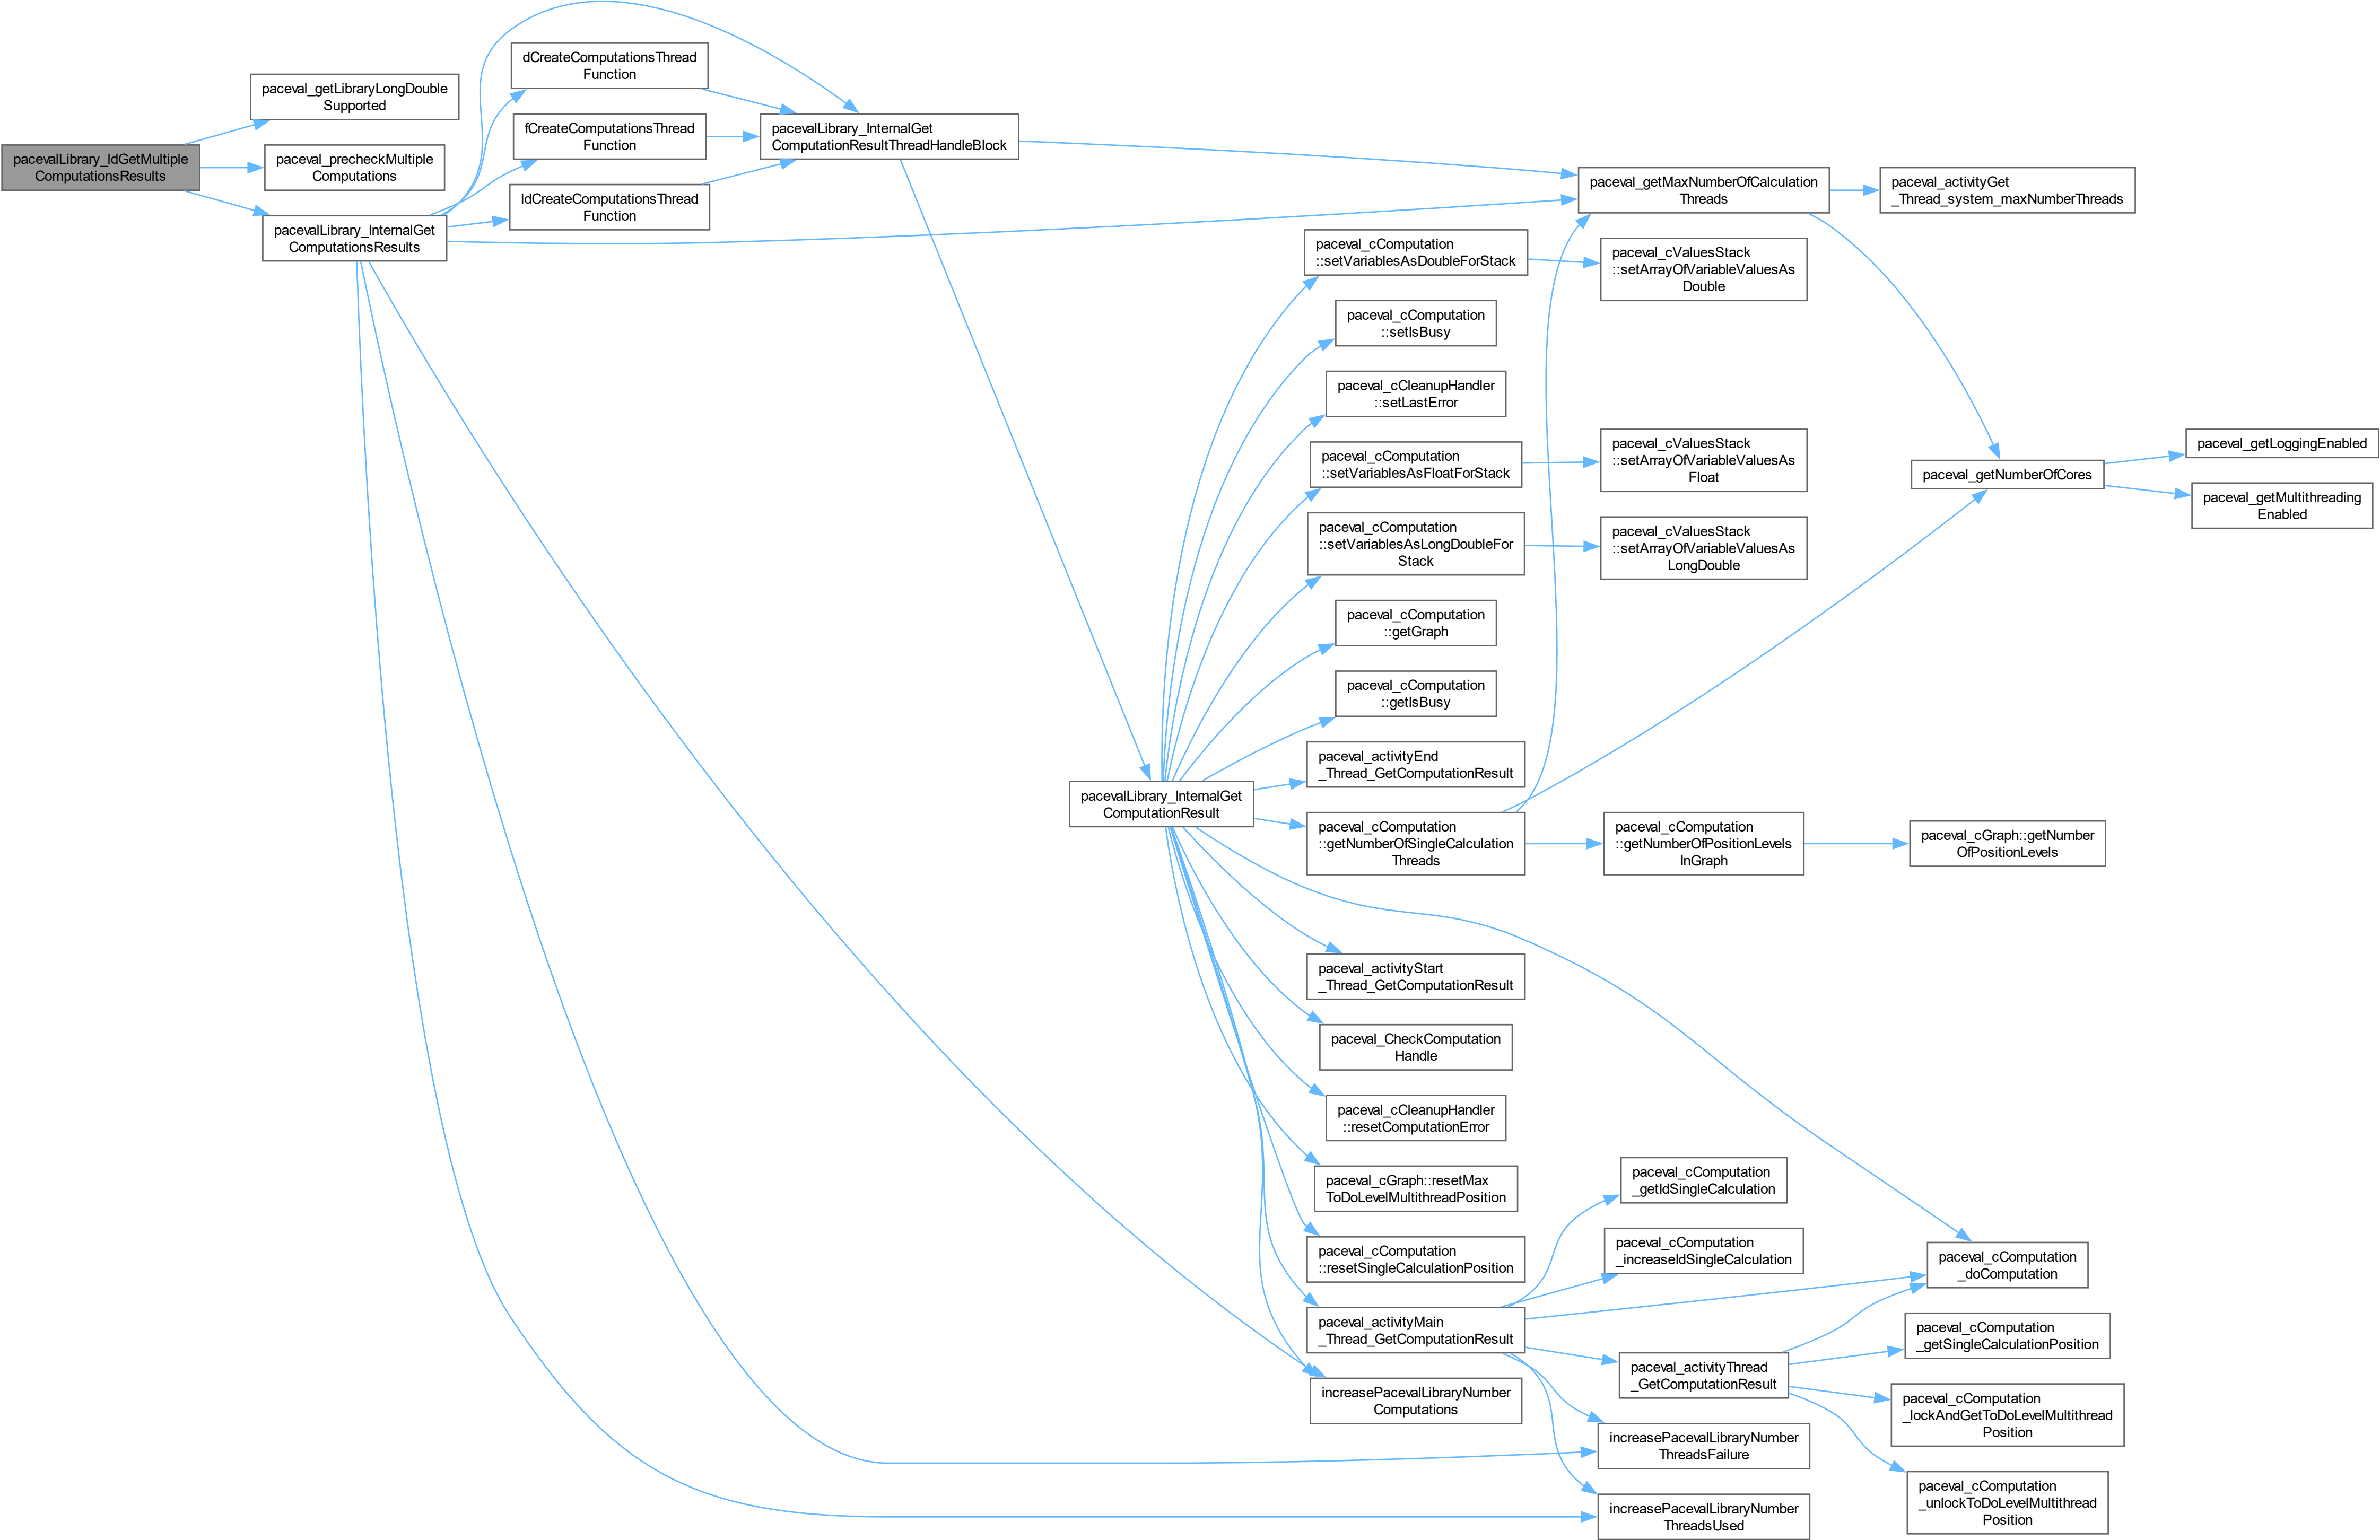 pacevalLibrary_ldGetMultiple
ComputationsResults
paceval_getLibraryLongDouble
Supported
paceval_precheckMultiple
Computations
pacevalLibrary_InternalGet
ComputationsResults
dCreateComputationsThread
Function
fCreateComputationsThread
Function
ldCreateComputationsThread
Function
pacevalLibrary_InternalGet
ComputationResultThreadHandleBlock
pacevalLibrary_InternalGet
ComputationResult
paceval_cComputation
::setVariablesAsDoubleForStack
paceval_cComputation
::setIsBusy
paceval_cCleanupHandler
::setLastError
paceval_cComputation
::setVariablesAsFloatForStack
paceval_cComputation
::setVariablesAsLongDoubleFor
Stack
paceval_cComputation
::getGraph
paceval_cComputation
::getIsBusy
paceval_activityEnd
_Thread_GetComputationResult
paceval_cComputation
::getNumberOfSingleCalculation
Threads
paceval_activityStart
_Thread_GetComputationResult
paceval_CheckComputation
Handle
paceval_cCleanupHandler
::resetComputationError
paceval_cGraph::resetMax
ToDoLevelMultithreadPosition
paceval_cComputation
::resetSingleCalculationPosition
paceval_activityMain
_Thread_GetComputationResult
increasePacevalLibraryNumber
Computations
paceval_getMaxNumberOfCalculation
Threads
paceval_cValuesStack
::setArrayOfVariableValuesAs
Double
paceval_cValuesStack
::setArrayOfVariableValuesAs
Float
paceval_cValuesStack
::setArrayOfVariableValuesAs
LongDouble
paceval_cComputation
::getNumberOfPositionLevels
InGraph
paceval_cComputation
_getIdSingleCalculation
paceval_cComputation
_increaseIdSingleCalculation
paceval_activityThread
_GetComputationResult
increasePacevalLibraryNumber
ThreadsFailure
increasePacevalLibraryNumber
ThreadsUsed
paceval_activityGet
_Thread_system_maxNumberThreads
paceval_getNumberOfCores
paceval_cGraph::getNumber
OfPositionLevels
paceval_cComputation
_doComputation
paceval_cComputation
_getSingleCalculationPosition
paceval_cComputation
_lockAndGetToDoLevelMultithread
Position
paceval_cComputation
_unlockToDoLevelMultithread
Position
paceval_getLoggingEnabled
paceval_getMultithreading
Enabled